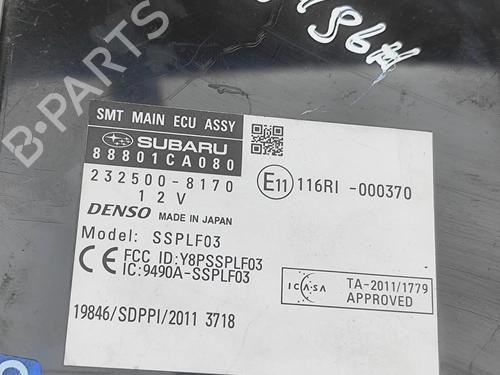 B-PARTS
SMT MAIN ECU ASSY
SUBARU
88801CA080
232500-8170
12V
E11 116RI -000370
DENSO MADE IN JAPAN
Model: SSPLF03
CE FCC ID:Y8PSSPLF03
IC:9490A-SSPLF03
ICASA TA-2011/1779
APPROVED
19846/SDPPI/2011 3718